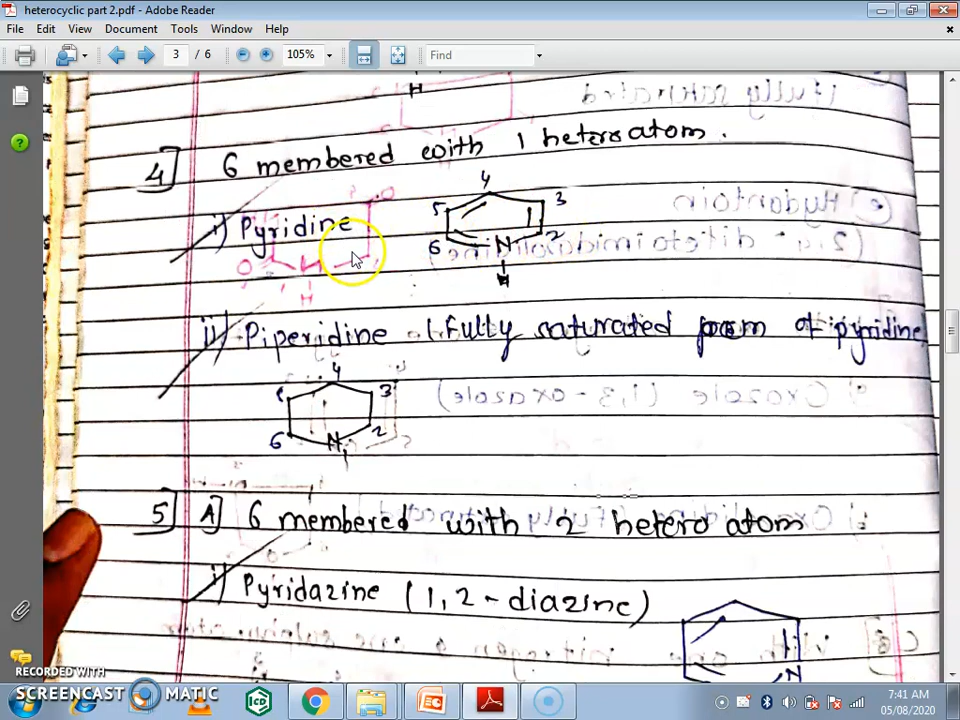 heterocyclic part 2.pdf - Adobe Reader
File Edit View Document Tools Window Help
3 / 6 105% Find
H
4] 6 membered with 1 heteroatom.
i) Pyridine
4
5 3
6 2
N
H
ii) Piperidine (Fully saturated form of pyridine
4
3
6 2
N
1
5] A] 6 membered with 2 hetero atom
i) Pyridazine (1,2-diazine)
N
RECORDED WITH
SCREENCAST MATIC
7:41 AM
05/08/2020